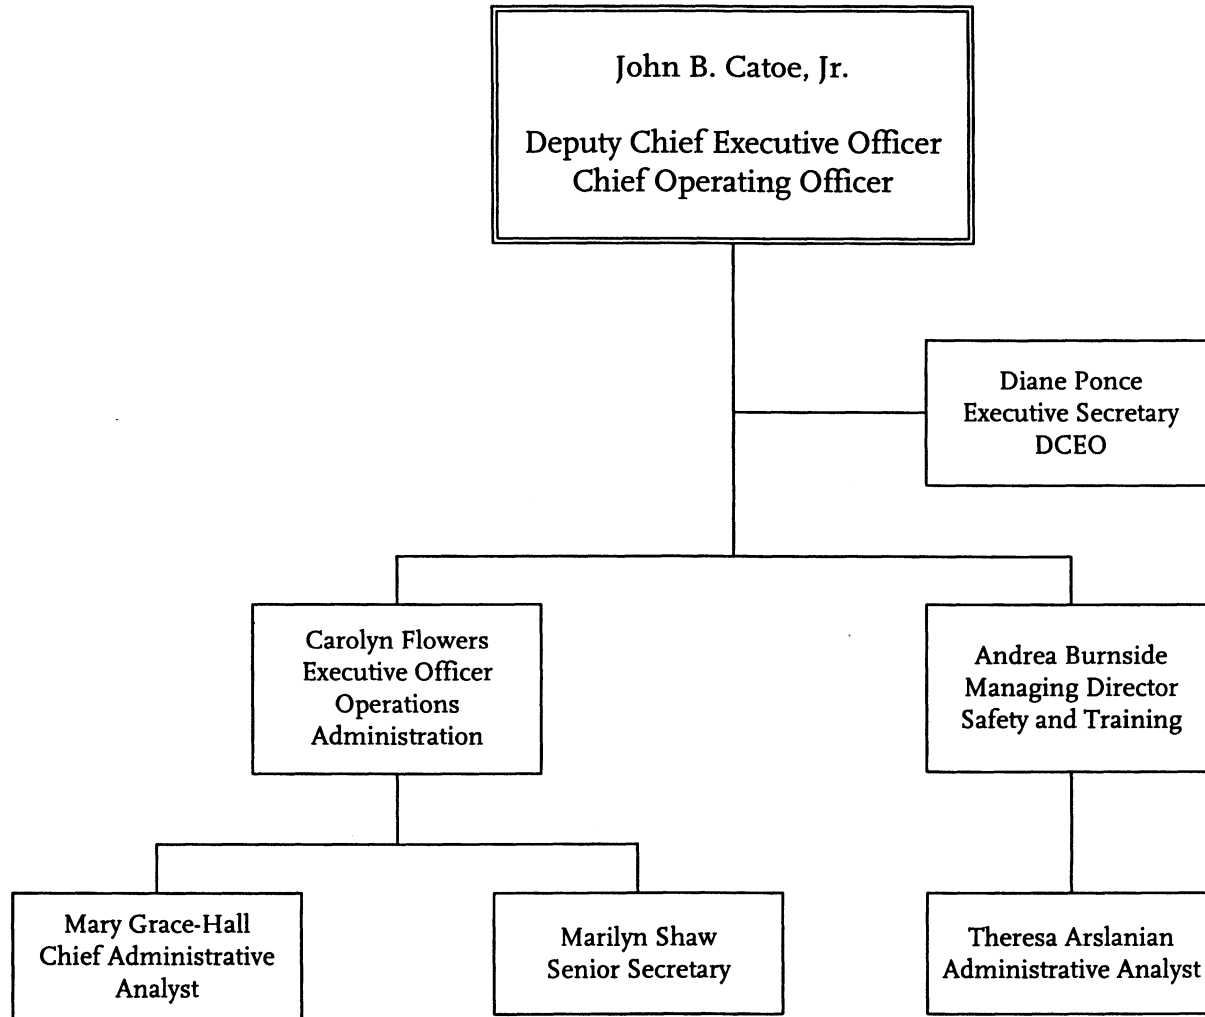 John B. Catoe, Jr.
Deputy Chief Executive Officer
Chief Operating Officer
Diane Ponce
Executive Secretary
DCEO
Carolyn Flowers
Executive Officer
Operations
Administration
Andrea Burnside
Managing Director
Safety and Training
Mary Grace-Hall
Chief Administrative
Analyst
Marilyn Shaw
Senior Secretary
Theresa Arslanian
Administrative Analyst